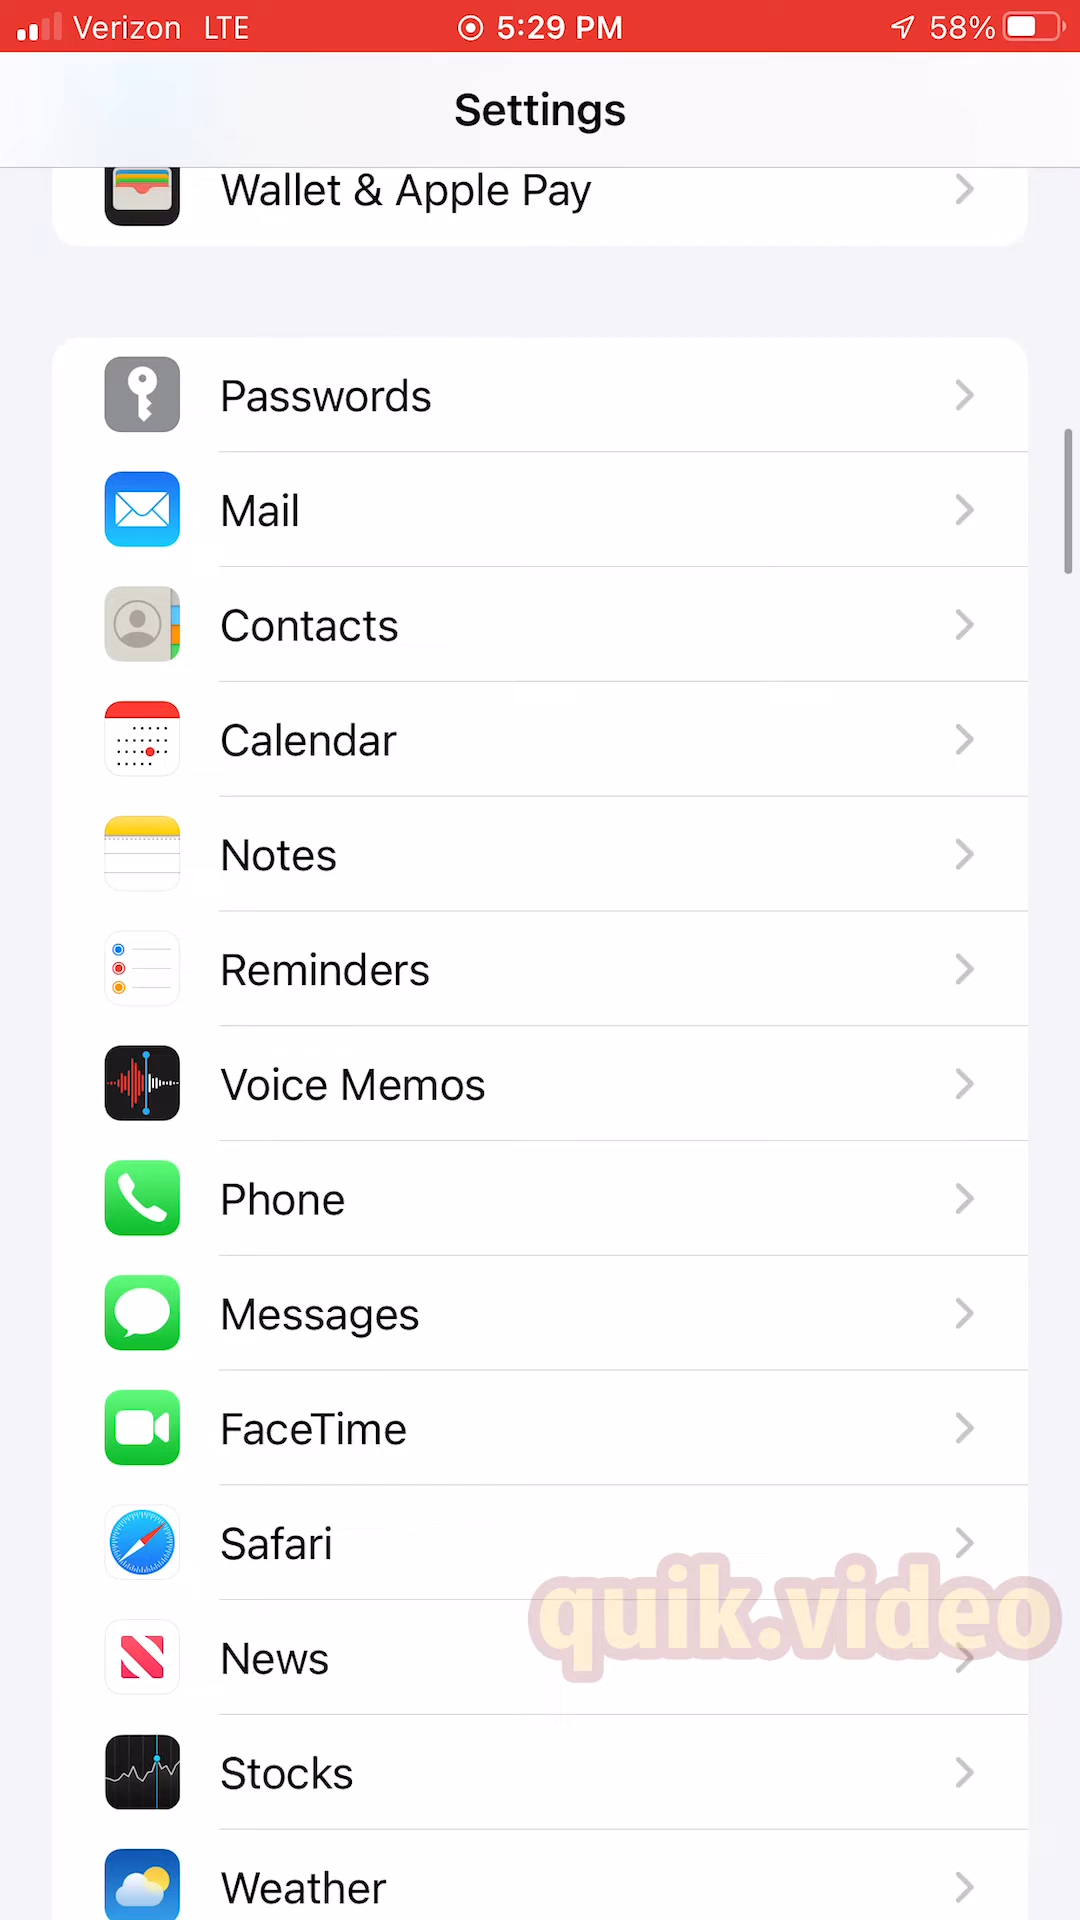 Verizon LTE 5:29 PM 58%
Settings
Wallet & Apple Pay
Passwords
Mail
Contacts
Calendar
Notes
Reminders
Voice Memos
Phone
Messages
FaceTime
Safari
quik.video
News
Stocks
Weather